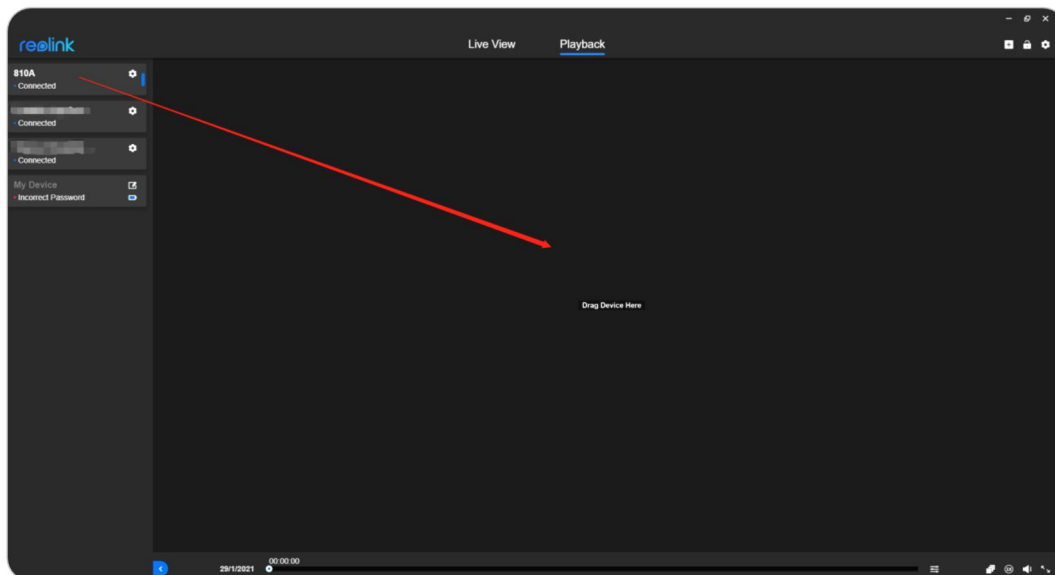 reolink
Live View
Playback
810A
Connected
Connected
Connected
My Device
Incorrect Password
Drag Device Here
00:00:00
29/1/2021